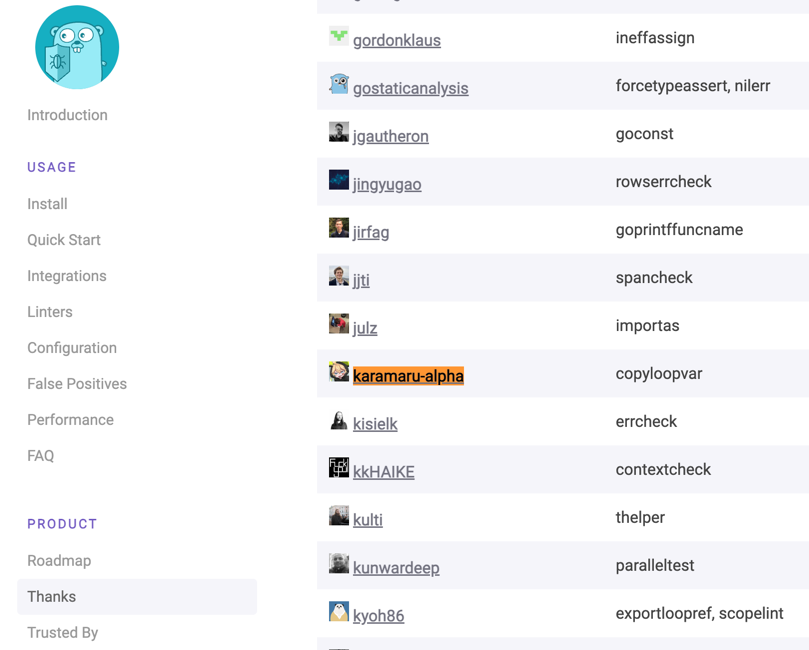 Introduction
USAGE
Install
Quick Start
Integrations
Linters
Configuration
False Positives
Performance
FAQ
PRODUCT
Roadmap
Thanks
Trusted By
gordonklaus ineffassign
gostaticanalysis forcetypeassert, nilerr
jgautheron goconst
jingyugao rowserrcheck
jirfag goprintffuncname
jjti spancheck
julz importas
karamaru-alpha copyloopvar
kisielk errcheck
kkHAIKE contextcheck
kulti thelper
kunwardeep paralleltest
kyoh86 exportloopref, scopelint